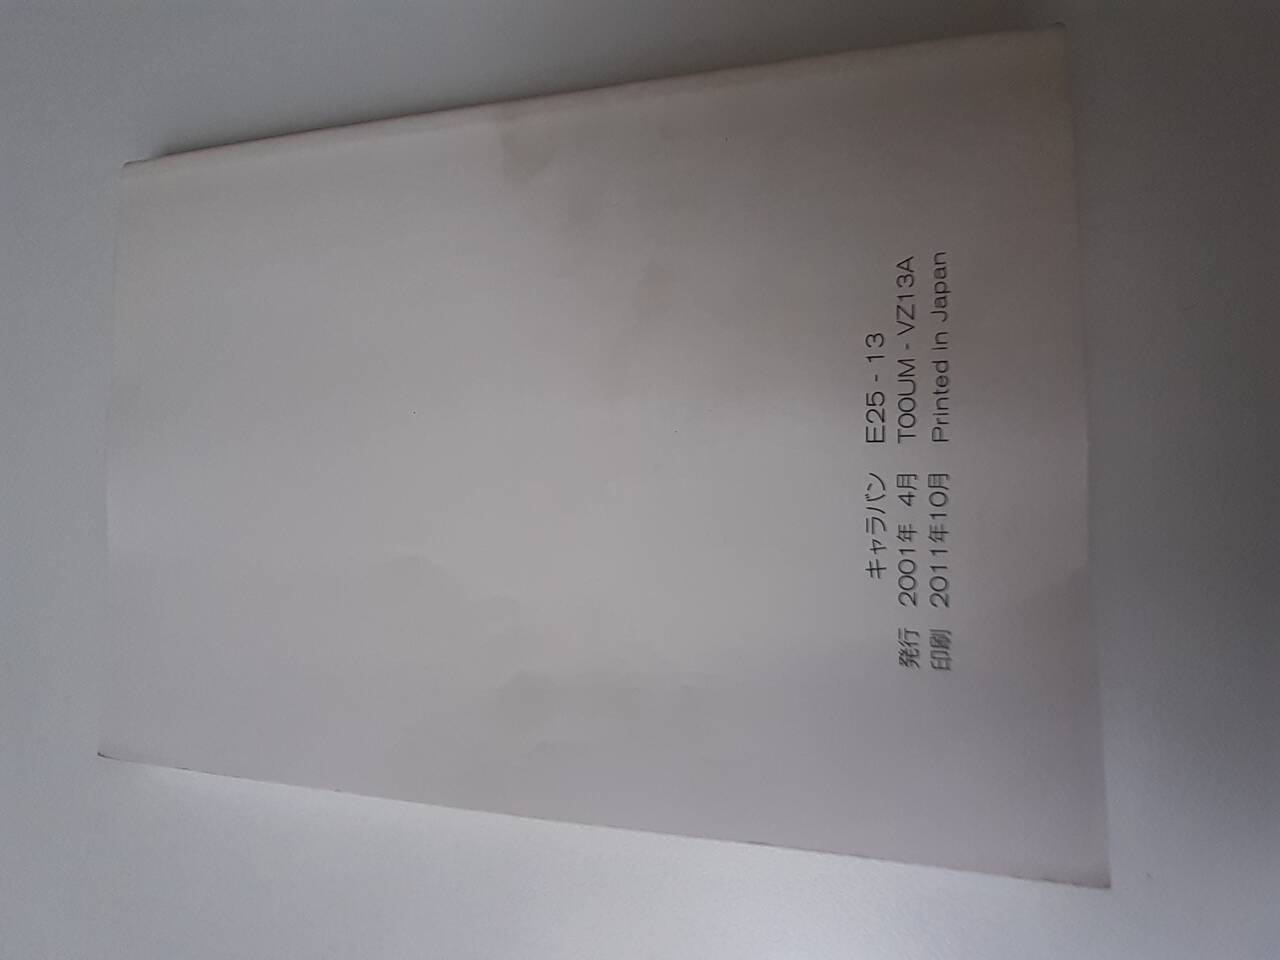 キャラバン E25 - 13
発行 2001年 4月 T00UM - VZ13A
印刷 2011年10月 Printed in Japan